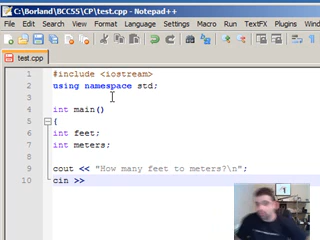 C:\Borland\BCC55\CP\test.cpp - Notepad++
File Edit Search View Format Language Settings Macro Run TextFX Plugins Window
test.cpp
1 #include <iostream>
2 using namespace std;
3
4 int main()
5 {
6 int feet;
7 int meters;
8
9 cout << "How many feet to meters?\n";
10 cin >>